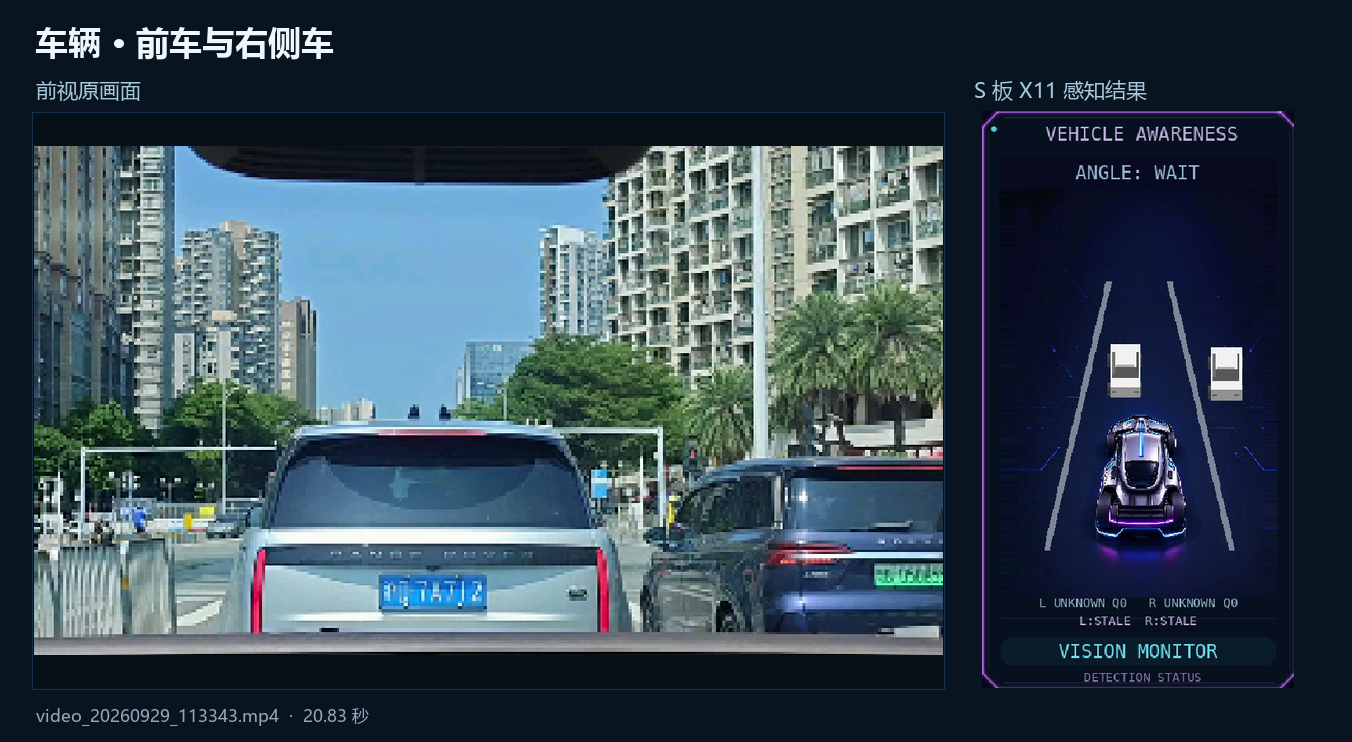 车辆 · 前车与右侧车
前视原画面
S 板 X11 感知结果
RANGE ROVER
VEHICLE AWARENESS
ANGLE: WAIT
L UNKNOWN Q0 R UNKNOWN Q0
L:STALE R:STALE
VISION MONITOR
DETECTION STATUS
video_20260929_113343.mp4 · 20.83 秒